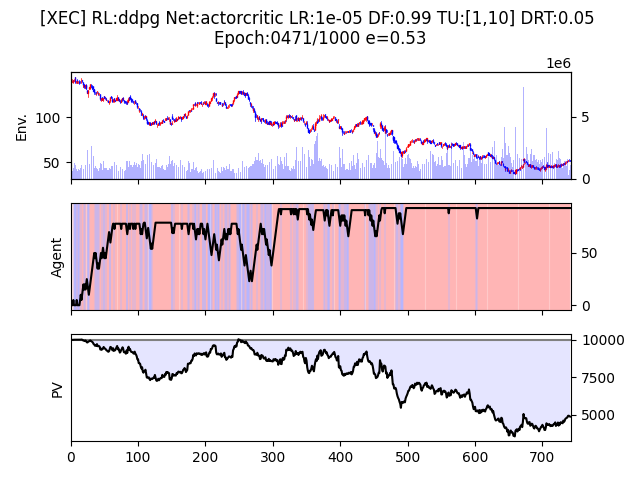 [XEC] RL:ddpg Net:actorcritic LR:1e-05 DF:0.99 TU:[1,10] DRT:0.05
Epoch:0471/1000 e=0.53
1e6
Env.
100
50
5
0
Agent
50
0
PV
10000
7500
5000
0 100 200 300 400 500 600 700